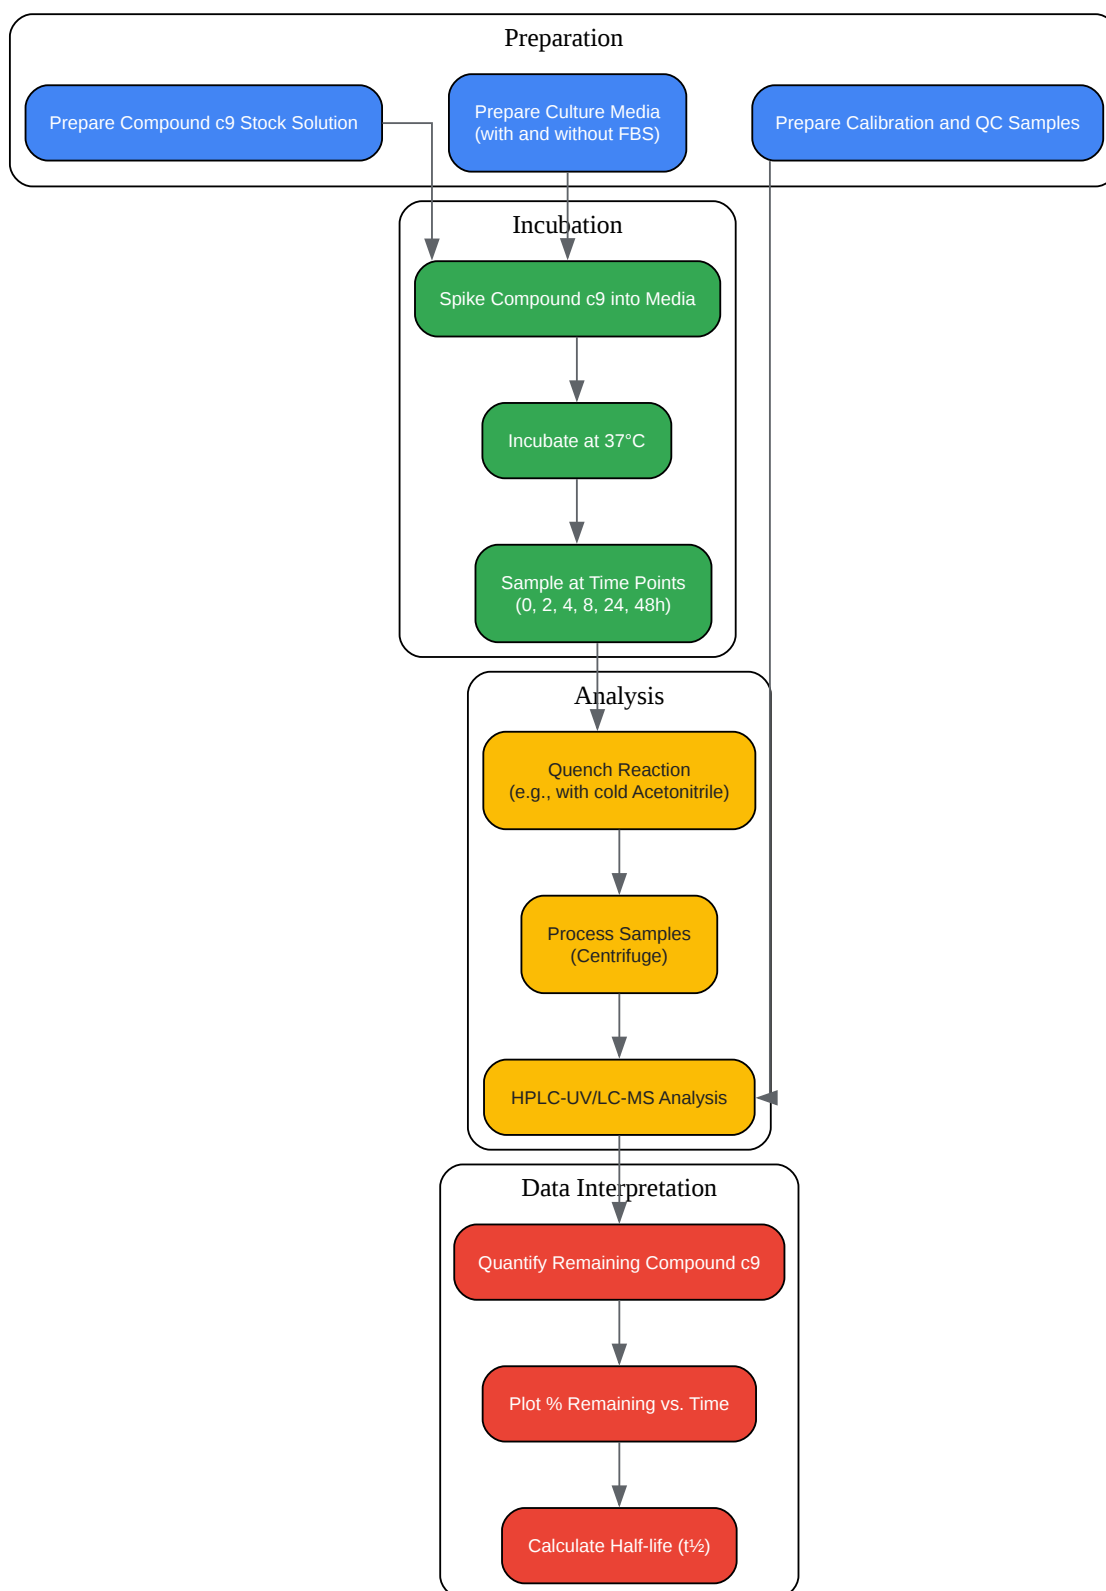 Preparation
Prepare Compound c9 Stock Solution
Prepare Culture Media
(with and without FBS)
Prepare Calibration and QC Samples
Incubation
Spike Compound c9 into Media
Incubate at 37°C
Sample at Time Points
(0, 2, 4, 8, 24, 48h)
Analysis
Quench Reaction
(e.g., with cold Acetonitrile)
Process Samples
(Centrifuge)
HPLC-UV/LC-MS Analysis
Data Interpretation
Quantify Remaining Compound c9
Plot % Remaining vs. Time
Calculate Half-life (t½)